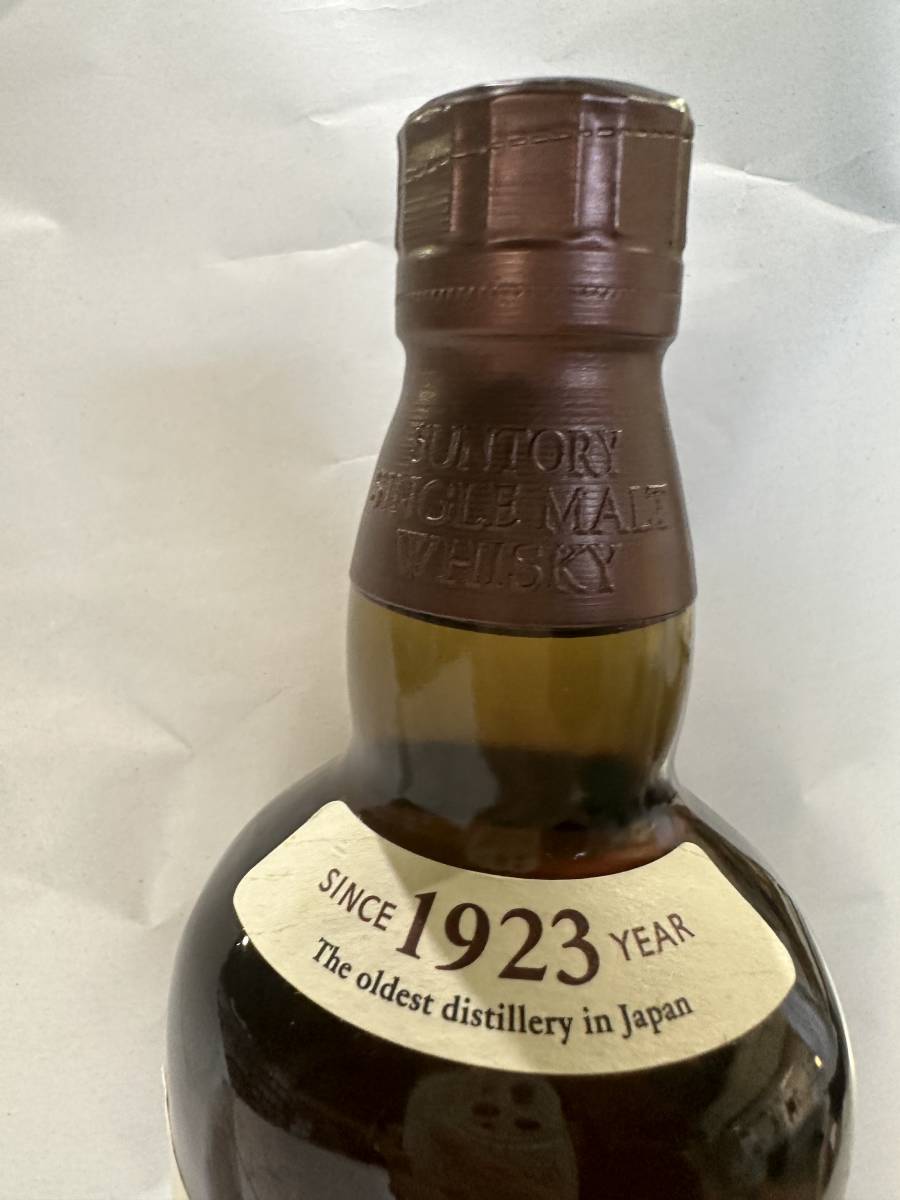 SUNTORY
SINGLE MALT
WHISKY
SINCE 1923 YEAR
The oldest distillery in Japan